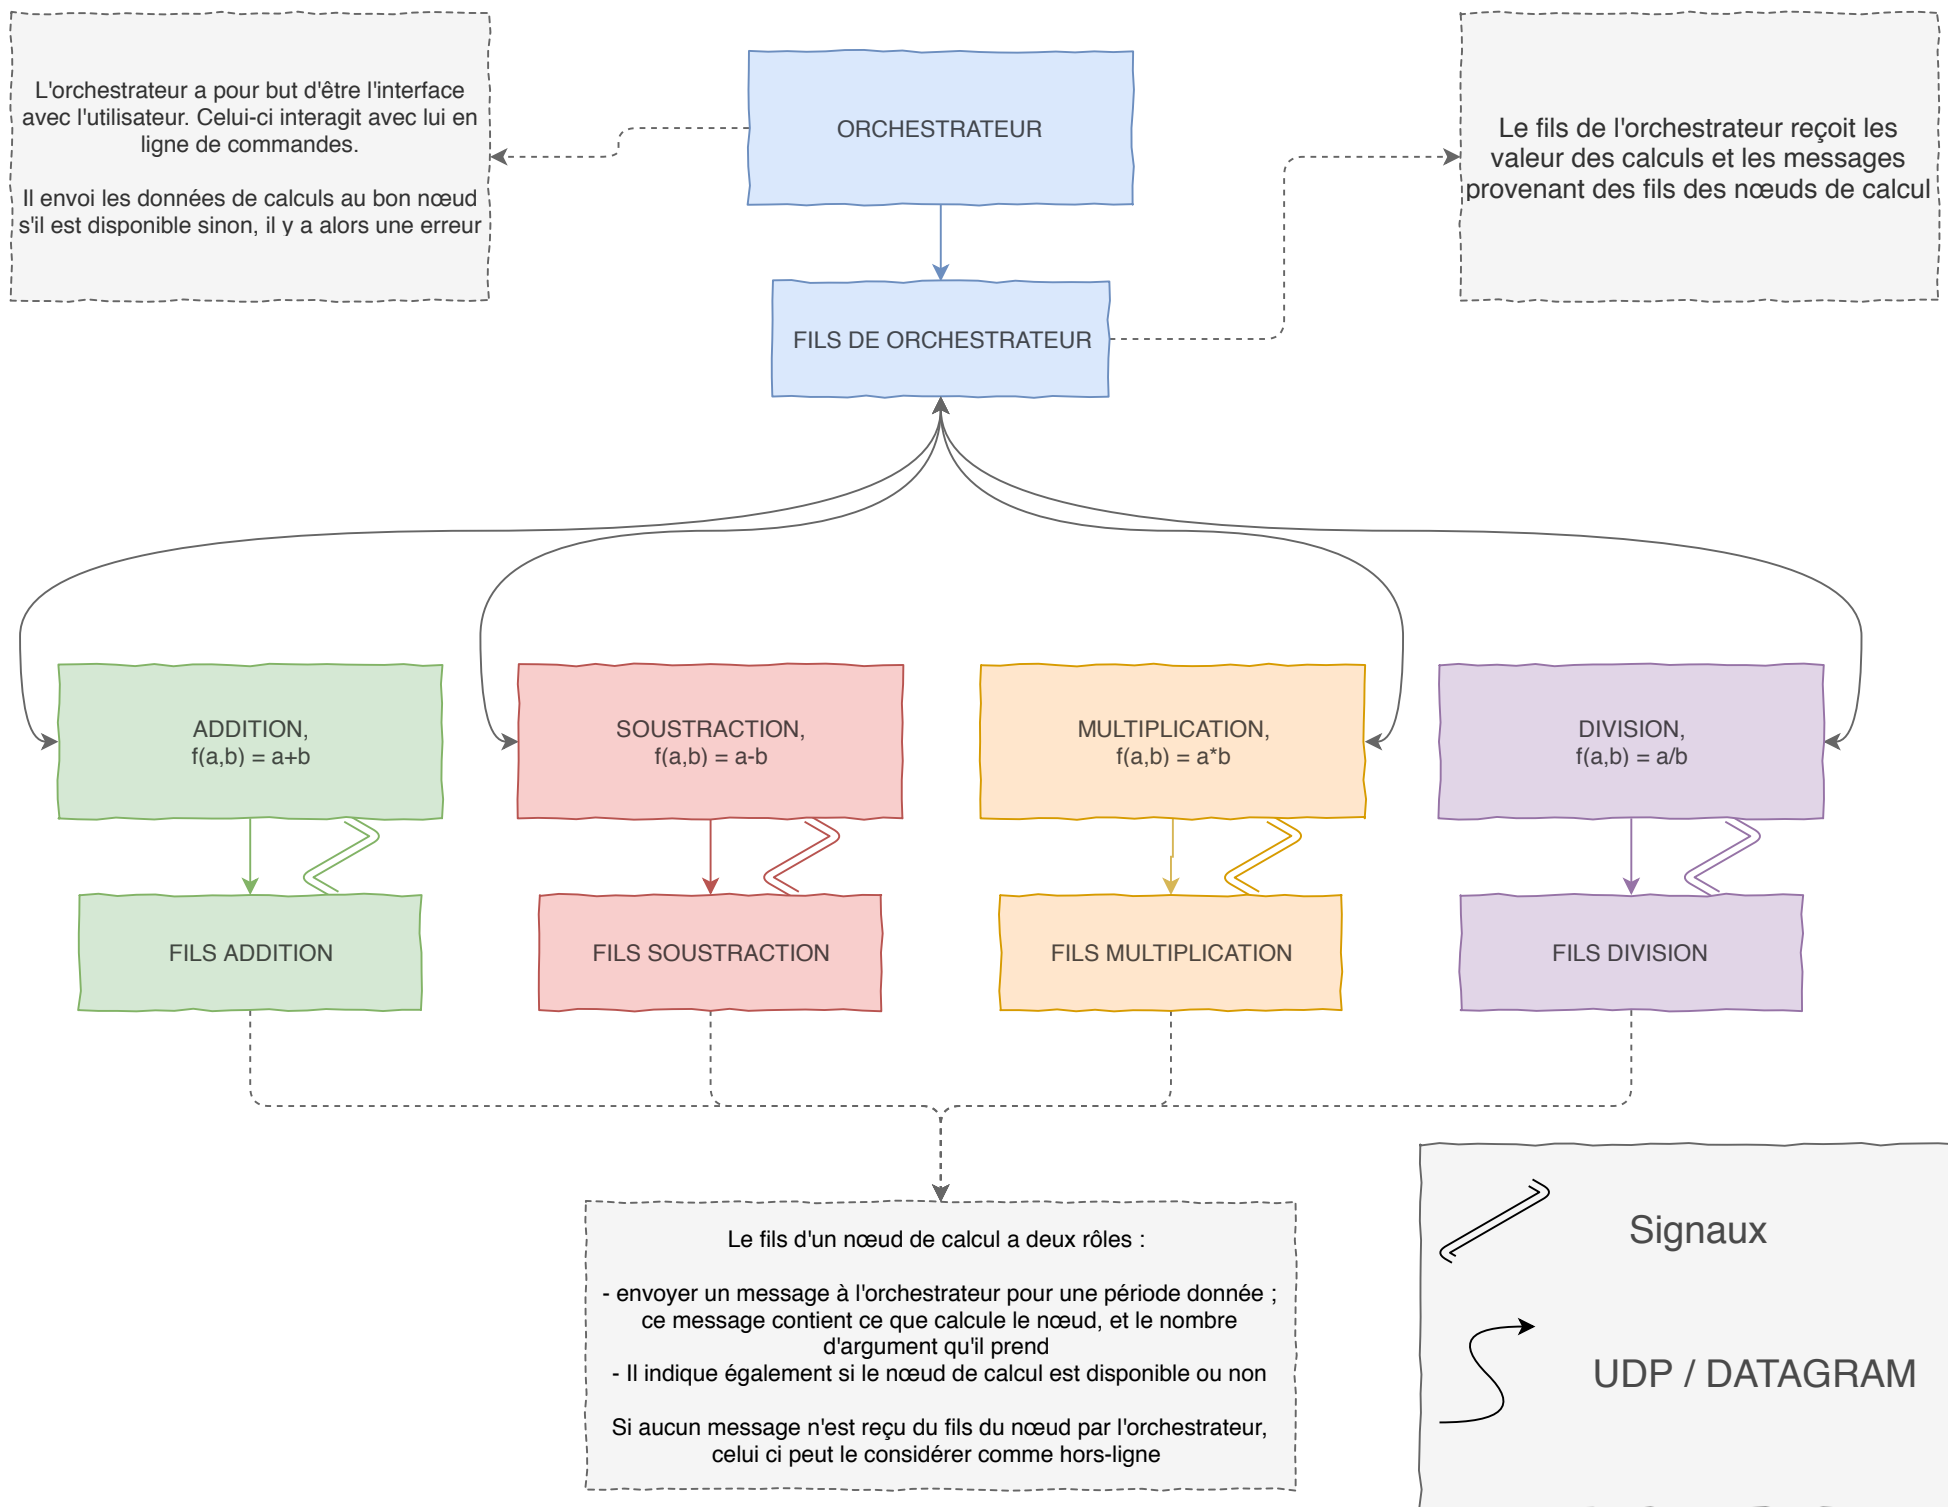 L'orchestrateur a pour but d'être l'interface
avec l'utilisateur. Celui-ci interagit avec lui en
ligne de commandes.
Il envoi les données de calculs au bon nœud
s'il est disponible sinon, il y a alors une erreur
ORCHESTRATEUR
Le fils de l'orchestrateur reçoit les
valeur des calculs et les messages
provenant des fils des nœuds de calcul
FILS DE ORCHESTRATEUR
ADDITION,
f(a,b) = a+b
SOUSTRACTION,
f(a,b) = a-b
MULTIPLICATION,
f(a,b) = a*b
DIVISION,
f(a,b) = a/b
FILS ADDITION
FILS SOUSTRACTION
FILS MULTIPLICATION
FILS DIVISION
Le fils d'un nœud de calcul a deux rôles :
- envoyer un message à l'orchestrateur pour une période donnée ;
ce message contient ce que calcule le nœud, et le nombre
d'argument qu'il prend
- Il indique également si le nœud de calcul est disponible ou non
Si aucun message n'est reçu du fils du nœud par l'orchestrateur,
celui ci peut le considérer comme hors-ligne
Signaux
UDP / DATAGRAM